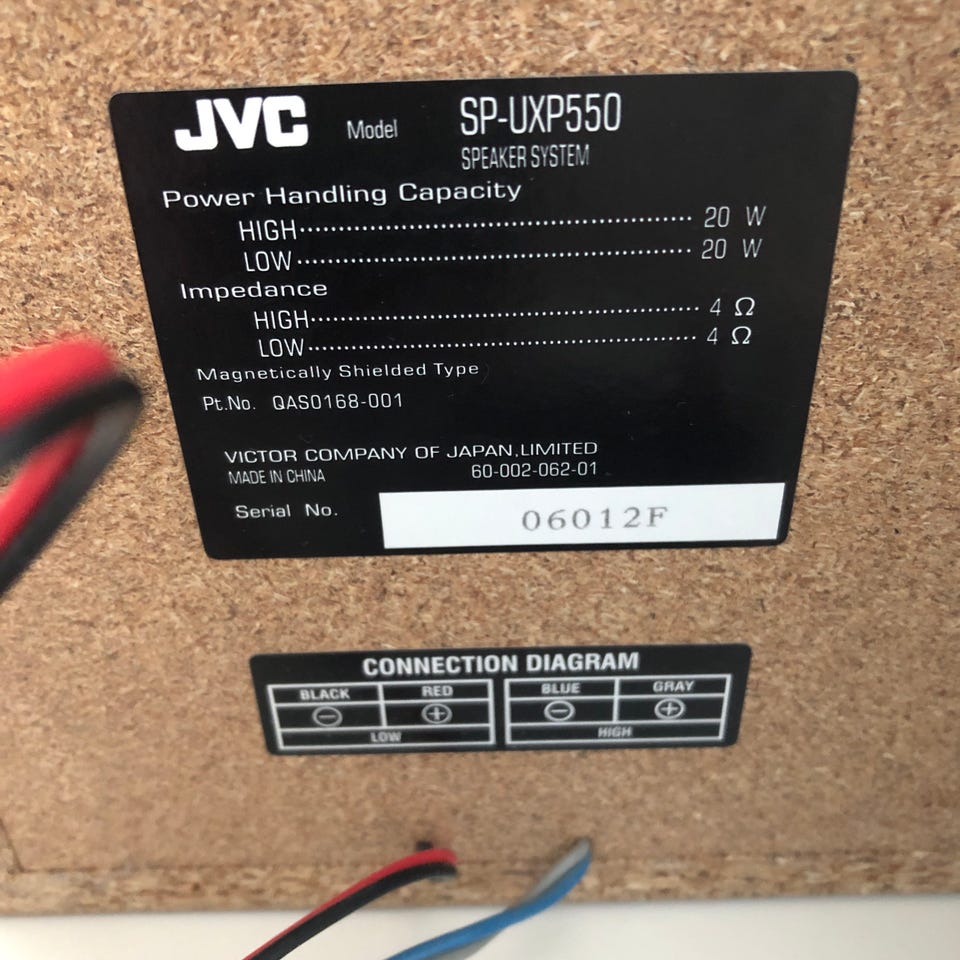 JVC Model SP-UXP550
SPEAKER SYSTEM
Power Handling Capacity
HIGH 20 W
LOW 20 W
Impedance
HIGH 4 Ω
LOW 4 Ω
Magnetically Shielded Type
Pt.No. QAS0168-001
VICTOR COMPANY OF JAPAN,LIMITED
MADE IN CHINA 60-002-062-01
Serial No. 06012F
CONNECTION DIAGRAM
BLACK RED BLUE GRAY
⊖ ⊕ ⊖ ⊕
LOW HIGH